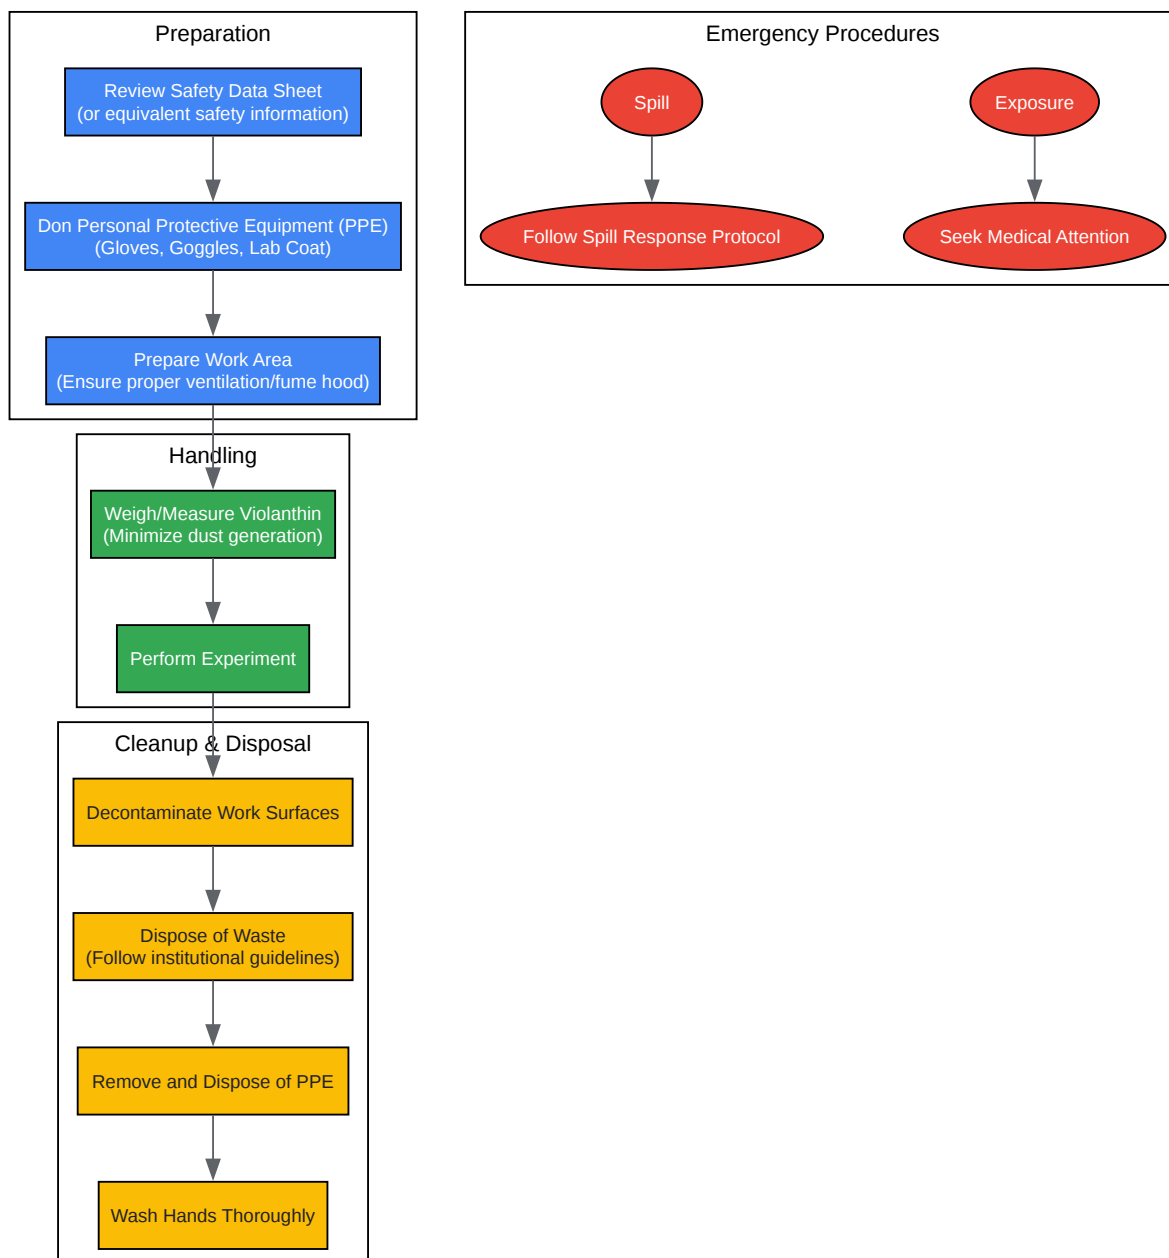 Preparation
Review Safety Data Sheet
(or equivalent safety information)
Don Personal Protective Equipment (PPE)
(Gloves, Goggles, Lab Coat)
Prepare Work Area
(Ensure proper ventilation/fume hood)
Handling
Weigh/Measure Violanthin
(Minimize dust generation)
Perform Experiment
Cleanup & Disposal
Decontaminate Work Surfaces
Dispose of Waste
(Follow institutional guidelines)
Remove and Dispose of PPE
Wash Hands Thoroughly
Emergency Procedures
Spill
Follow Spill Response Protocol
Exposure
Seek Medical Attention